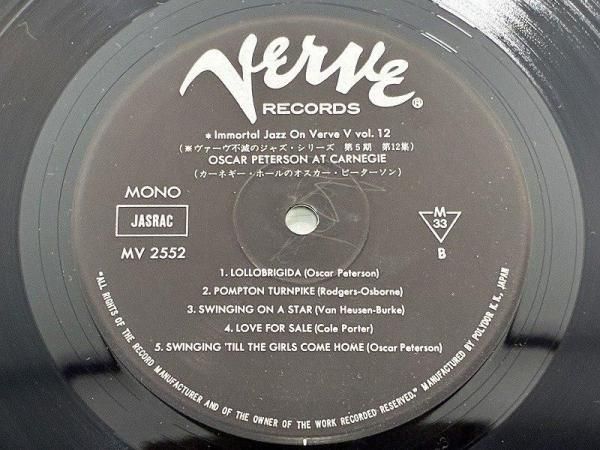 Verve
RECORDS ®
* Immortal Jazz On Verve V vol. 12
(※ヴァーヴ不滅のジャズ・シリーズ 第5期 第12集)
OSCAR PETERSON AT CARNEGIE
(カーネギー・ホールのオスカー・ピーターソン)
MONO
JASRAC
MV 2552
M
33
B
1. LOLLOBRIGIDA (Oscar Peterson)
2. POMPTON TURNPIKE (Rodgers-Osborne)
3. SWINGING ON A STAR (Van Heusen-Burke)
4. LOVE FOR SALE (Cole Porter)
5. SWINGING 'TILL THE GIRLS COME HOME (Oscar Peterson)
"ALL RIGHTS OF THE RECORD MANUFACTURER AND OF THE OWNER OF THE WORK RECORDED RESERVED." MANUFACTURED BY POLYDOR K. K., JAPAN